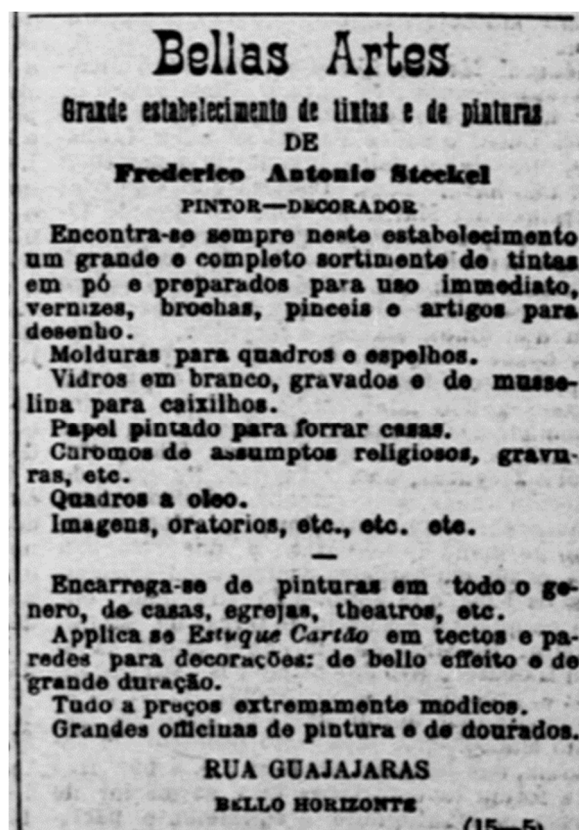 Bellas Artes
Grande estabelecimento de tintas e de pinturas
DE
Frederico Antonio Steckel
PINTOR—DECORADOR
Encontra-se sempre neste estabelecimento
um grande e completo sortimento de tintas
em pó e preparados para uso immediato,
vernizes, brochas, pinceis e artigos para
desenho.
Molduras para quadros e espelhos.
Vidros em branco, gravados e de musse-
lina para caixilhos.
Papel pintado para forrar casas.
Chromos de assumptos religiosos, gravu-
ras, etc.
Quadros a oleo.
Imagens, oratorios, etc., etc. etc.
—
Encarrega-se de pinturas em todo o ge-
nero, de casas, egrejas, theatros, etc.
Applica se Estuque Cartão em tectos e pa-
redes para decorações: de bello effeito e de
grande duração.
Tudo a preços extremamente modicos.
Grandes officinas de pintura e de dourados.
RUA GUAJAJARAS
BELLO HORIZONTE
(15—5)